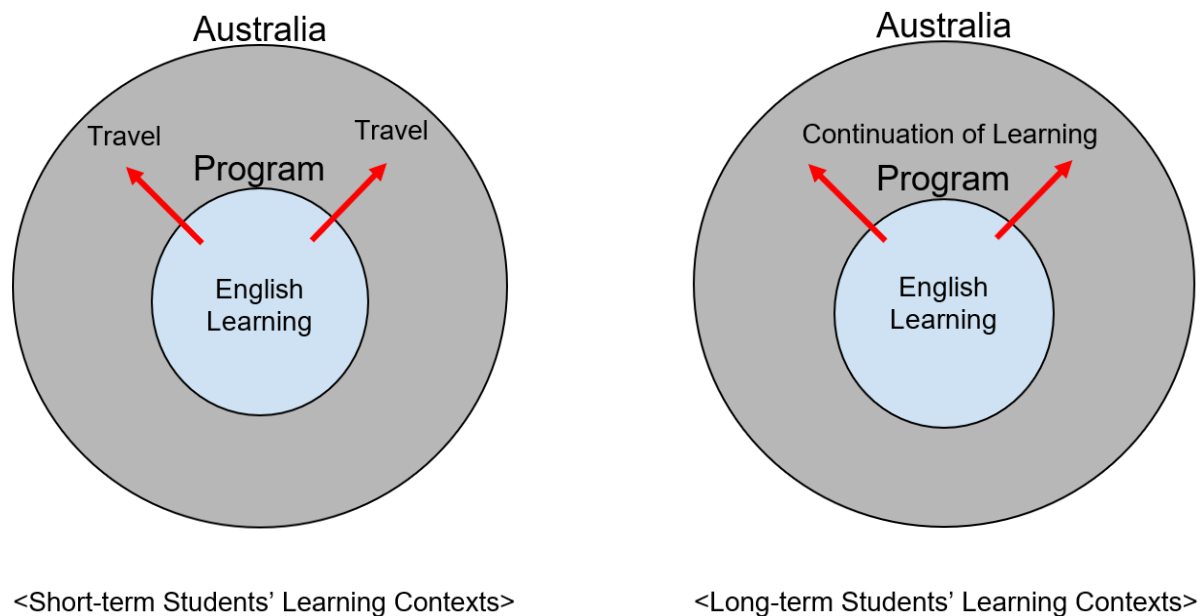 Australia
Travel
Travel
Program
English
Learning
<Short-term Students’ Learning Contexts>
Australia
Continuation of Learning
Program
English
Learning
<Long-term Students’ Learning Contexts>